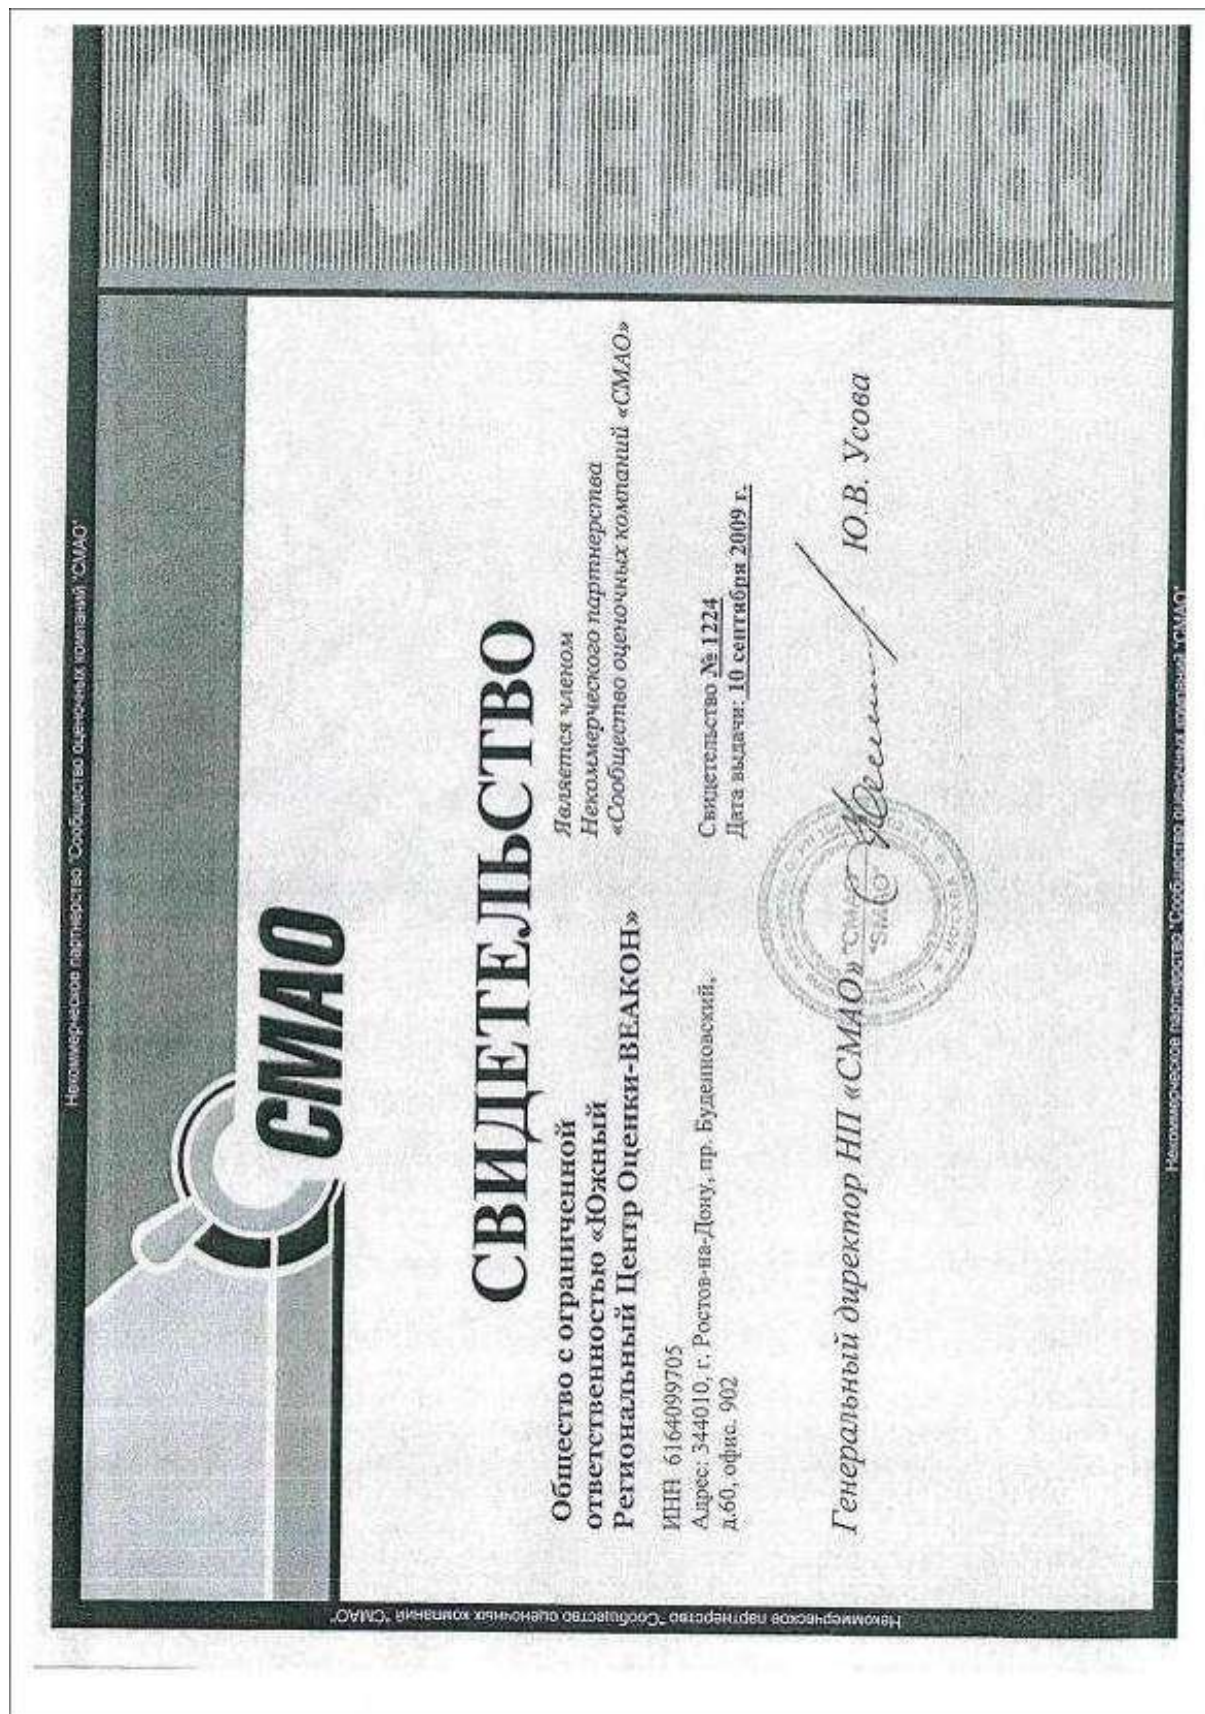 Некоммерческое партнерство "Сообщество оценочных компаний "СМАО"
СМАО
СВИДЕТЕЛЬСТВО
Общество с ограниченной
ответственностью «Южный
Региональный Центр Оценки-ВЕАКОН»
ИНН 6164099705
Адрес: 344010, г. Ростов-на-Дону, пр. Буденновский,
д.60, офис. 902
Является членом
Некоммерческого партнерства
«Сообщество оценочных компаний «СМАО»
Свидетельство № 1224
Дата выдачи: 10 сентября 2009 г.
Генеральный директор НП «СМАО»
Ю.В. Усова
"СМАО"
"SMAO"
СВИДЕТЕЛЬСТВО
Некоммерческое партнерство "Сообщество оценочных компаний "СМАО"
Некоммерческое партнерство "Сообщество оценочных компаний "СМАО"